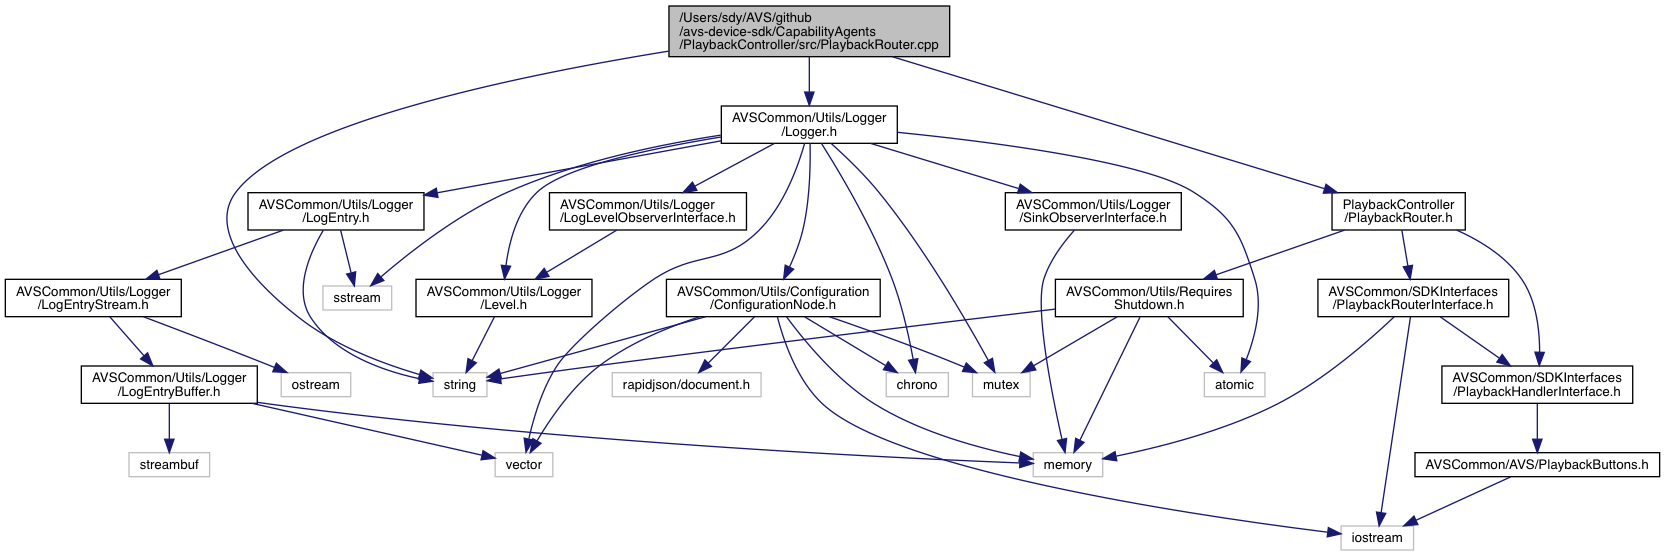 /Users/sdy/AVS/github
/avs-device-sdk/CapabilityAgents
/PlaybackController/src/PlaybackRouter.cpp
AVSCommon/Utils/Logger
/Logger.h
AVSCommon/Utils/Logger
/LogEntry.h
AVSCommon/Utils/Logger
/LogLevelObserverInterface.h
AVSCommon/Utils/Logger
/SinkObserverInterface.h
PlaybackController
/PlaybackRouter.h
AVSCommon/Utils/Logger
/LogEntryStream.h
sstream
AVSCommon/Utils/Logger
/Level.h
AVSCommon/Utils/Configuration
/ConfigurationNode.h
AVSCommon/Utils/Requires
Shutdown.h
AVSCommon/SDKInterfaces
/PlaybackRouterInterface.h
AVSCommon/Utils/Logger
/LogEntryBuffer.h
ostream
string
rapidjson/document.h
chrono
mutex
atomic
AVSCommon/SDKInterfaces
/PlaybackHandlerInterface.h
streambuf
vector
memory
AVSCommon/AVS/PlaybackButtons.h
iostream